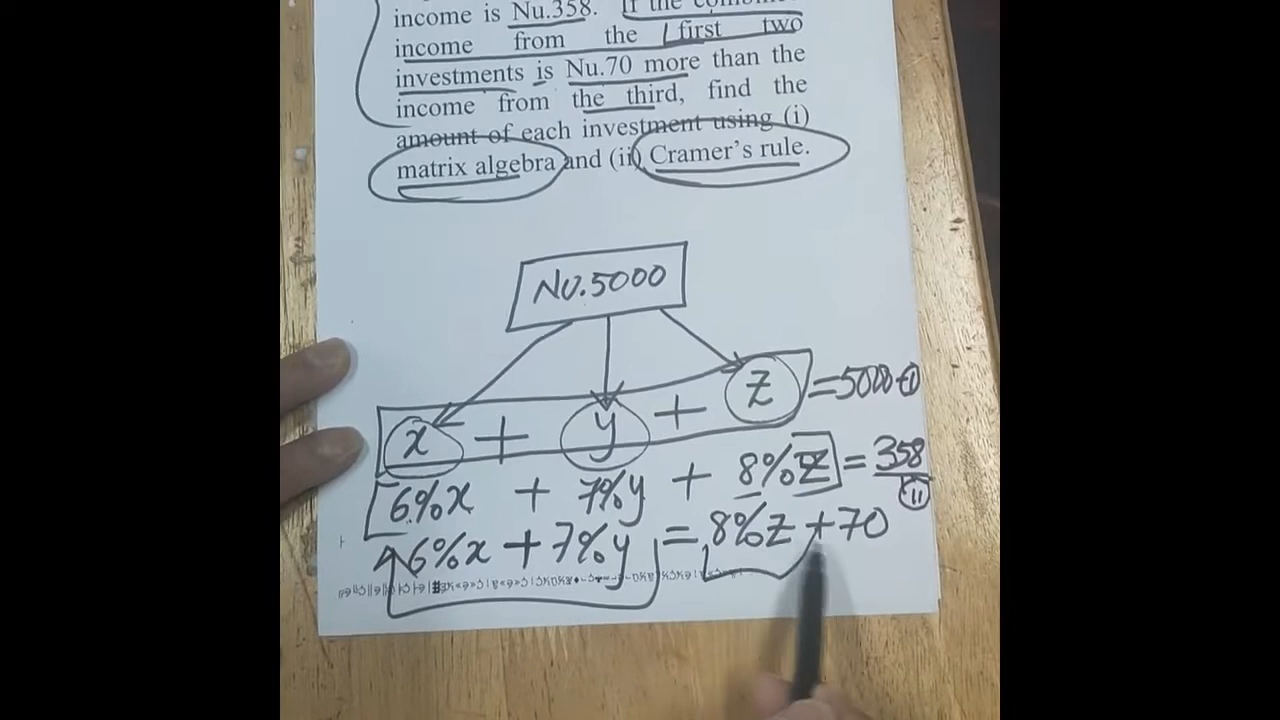 income is Nu.358. If the combined
income from the first two
investments is Nu.70 more than the
income from the third, find the
amount of each investment using (i)
matrix algebra and (ii) Cramer's rule.
NU.5000
x + y + z = 5000
6%x + 7%y + 8%z = 358
(ii)
6%x + 7%y = 8%z + 70